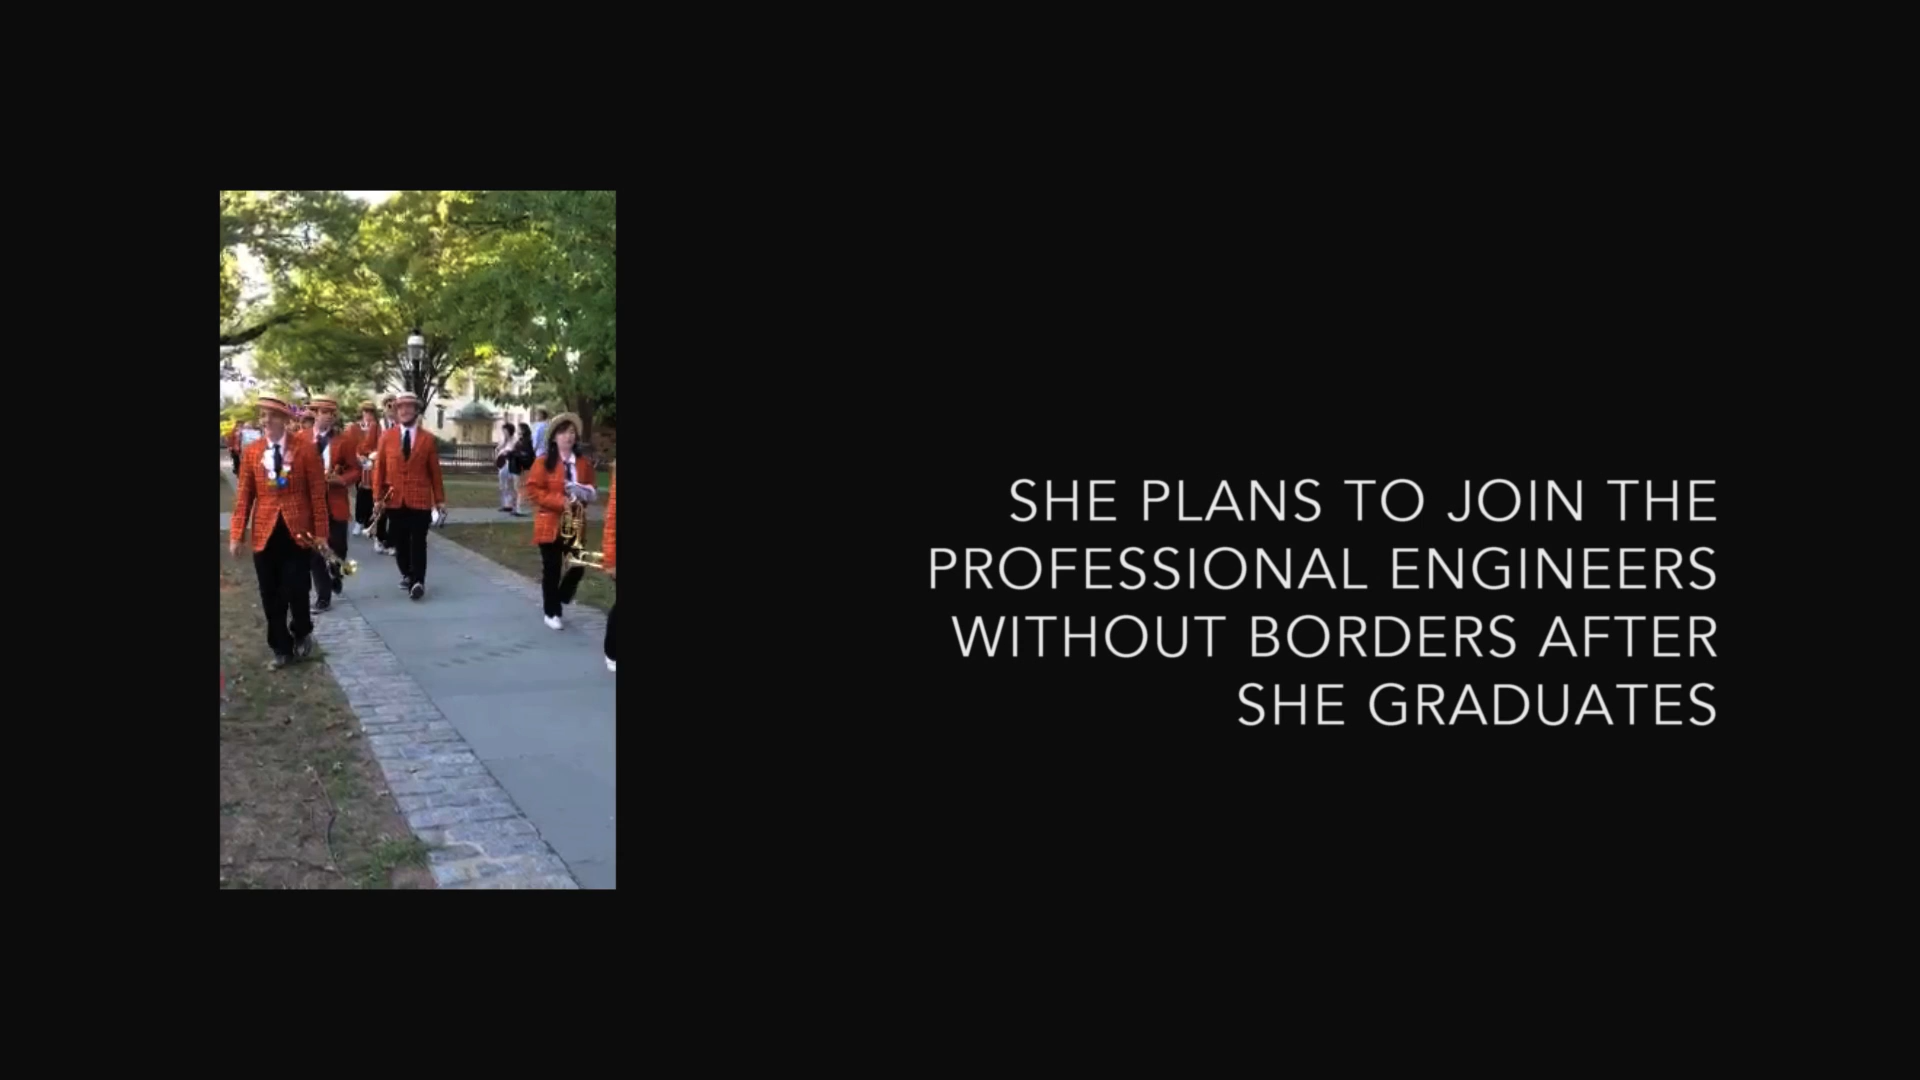 SHE PLANS TO JOIN THE
PROFESSIONAL ENGINEERS
WITHOUT BORDERS AFTER
SHE GRADUATES